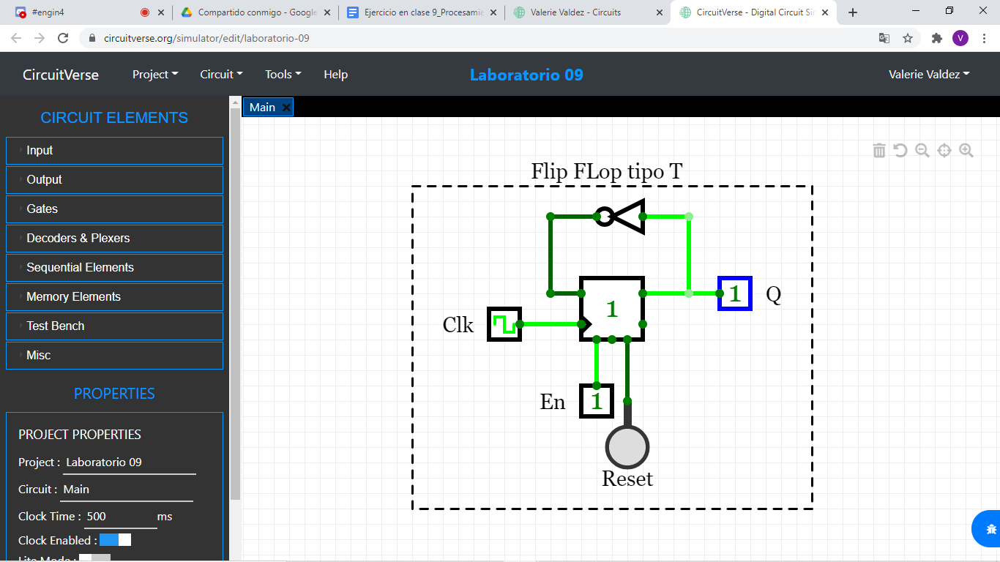 #engin4
Compartido conmigo - Google
Ejercicio en clase 9_Procesamie
Valerie Valdez - Circuits
CircuitVerse - Digital Circuit Sim
circuitverse.org/simulator/edit/laboratorio-09
V
CircuitVerse
Project
Circuit
Tools
Help
Laboratorio 09
Valerie Valdez
Main
CIRCUIT ELEMENTS
Input
Output
Gates
Decoders & Plexers
Sequential Elements
Memory Elements
Test Bench
Misc
PROPERTIES
PROJECT PROPERTIES
Project : Laboratorio 09
Circuit : Main
Clock Time : 500 ms
Clock Enabled :
Lite Mode :
Flip FLop tipo T
1
1
Q
Clk
En
1
Reset